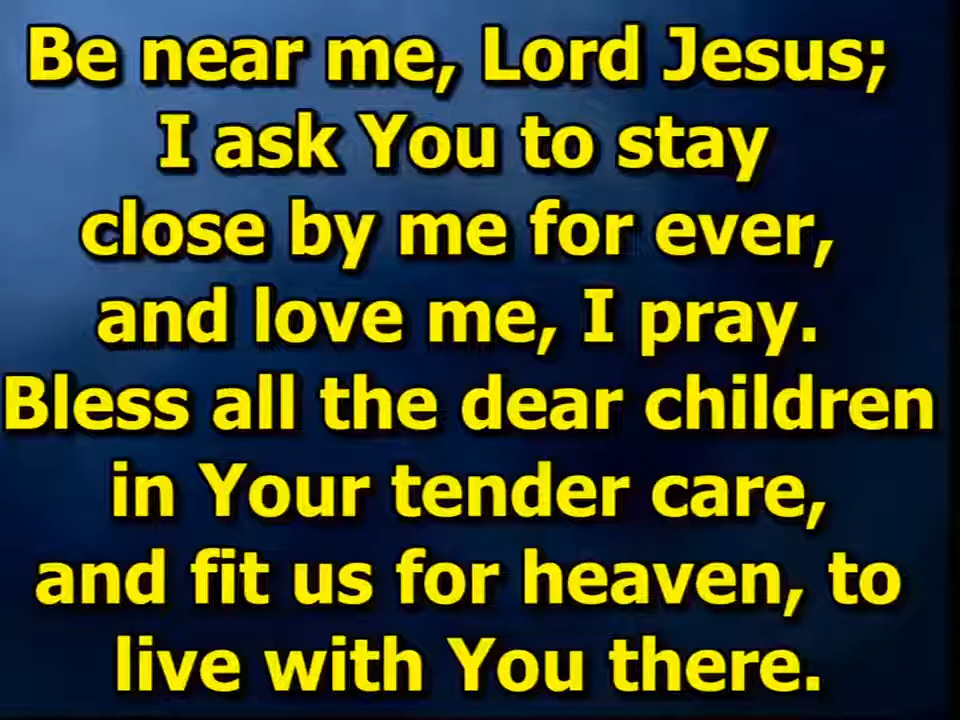 Be near me, Lord Jesus;
I ask You to stay
close by me for ever,
and love me, I pray.
Bless all the dear children
in Your tender care,
and fit us for heaven, to
live with You there.